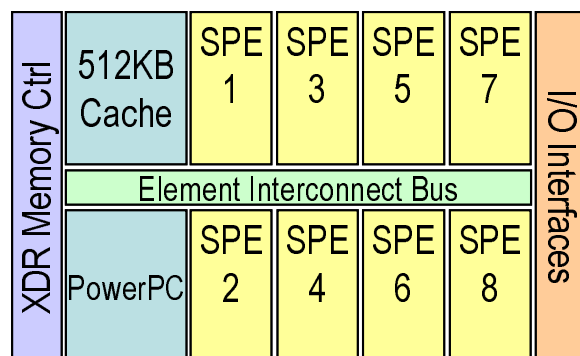 XDR Memory Ctrl
512KB
Cache
SPE
1
SPE
3
SPE
5
SPE
7
I/O Interfaces
Element Interconnect Bus
PowerPC
SPE
2
SPE
4
SPE
6
SPE
8